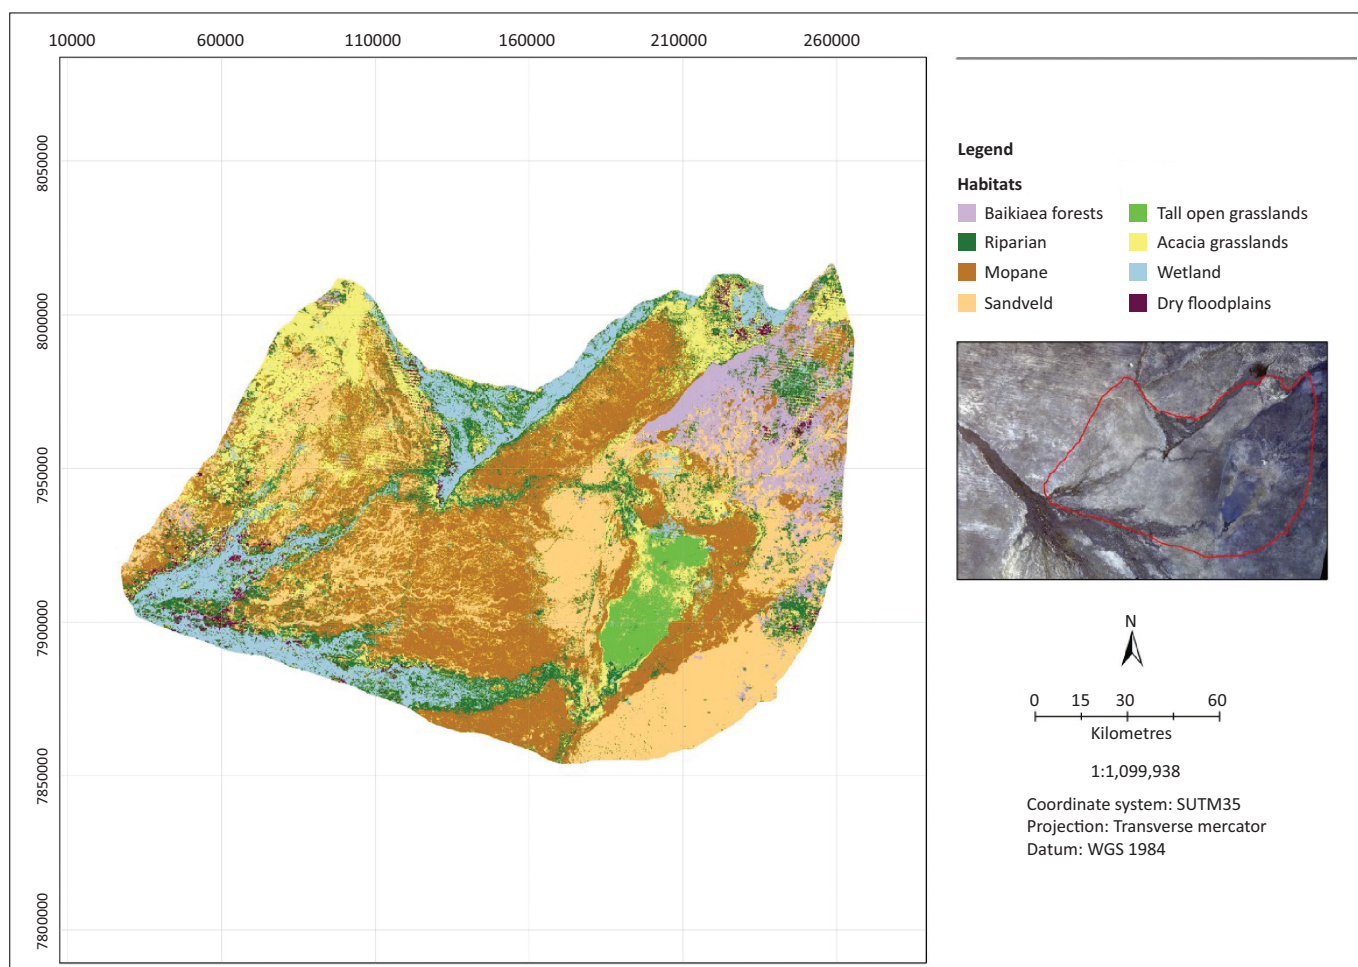 10000 60000 110000 160000 210000 260000
8050000
8000000
7950000
7900000
7850000
7800000
Legend
Habitats
Baikiaea forests
Riparian
Mopane
Sandveld
Tall open grasslands
Acacia grasslands
Wetland
Dry floodplains
N
0 15 30 60
Kilometres
1:1,099,938
Coordinate system: SUTM35
Projection: Transverse mercator
Datum: WGS 1984